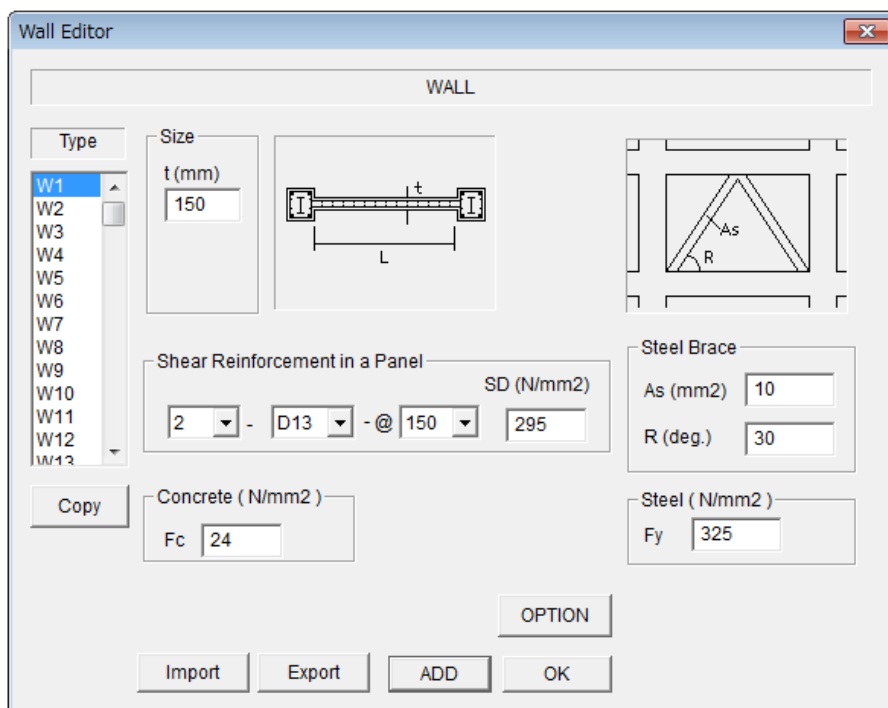 Wall Editor
WALL
Type
W1
W2
W3
W4
W5
W6
W7
W8
W9
W10
W11
W12
W13
Copy
Size
t (mm)
150
t
L
As
R
Shear Reinforcement in a Panel
SD (N/mm2)
2 - D13 - @ 150 295
Steel Brace
As (mm2) 10
R (deg.) 30
Concrete ( N/mm2 )
Fc 24
Steel ( N/mm2 )
Fy 325
OPTION
Import Export ADD OK